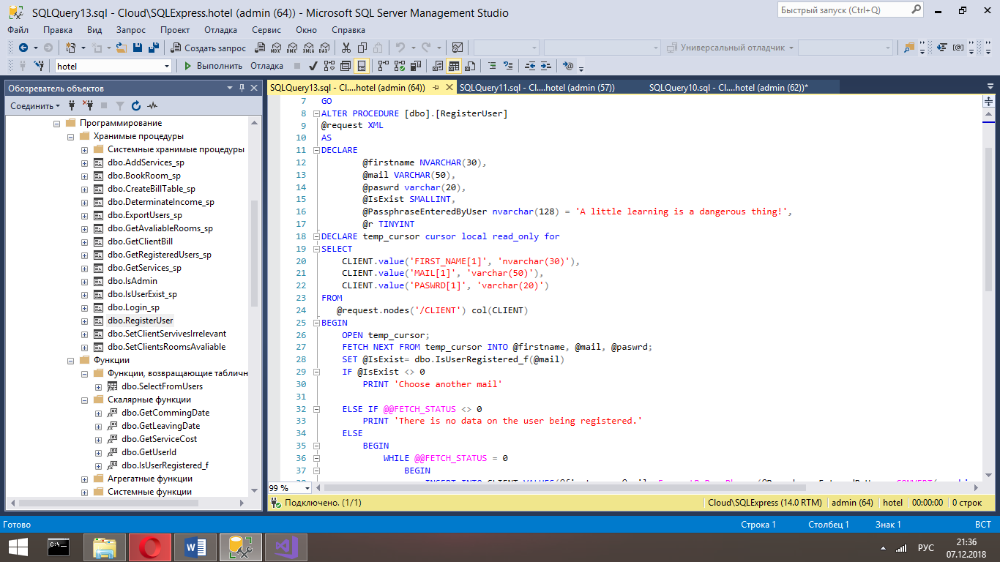 SQLQuery13.sql - Cloud\SQLExpress.hotel (admin (64)) - Microsoft SQL Server Management Studio
Быстрый запуск (Ctrl+Q)
Файл Правка Вид Запрос Проект Отладка Сервис Окно Справка
Создать запрос MDX DMX XMLA DAX Универсальный отладчик
hotel Выполнить Отладка
Обозреватель объектов
Соединить
Программирование
Хранимые процедуры
Системные хранимые процедуры
dbo.AddServices_sp
dbo.BookRoom_sp
dbo.CreateBillTable_sp
dbo.DeterminateIncome_sp
dbo.ExportUsers_sp
dbo.GetAvaliableRooms_sp
dbo.GetClientBill
dbo.GetRegisteredUsers_sp
dbo.GetServices_sp
dbo.IsAdmin
dbo.IsUserExist_sp
dbo.Login_sp
dbo.RegisterUser
dbo.SetClientServivesIrrelevant
dbo.SetClientsRoomsAvaliable
Функции
Функции, возвращающие табличн
dbo.SelectFromUsers
Скалярные функции
dbo.GetCommingDate
dbo.GetLeavingDate
dbo.GetServiceCost
dbo.GetUserId
dbo.IsUserRegistered_f
Агрегатные функции
Системные функции
SQLQuery13.sql - Cl....hotel (admin (64)) SQLQuery11.sql - Cl....hotel (admin (57)) SQLQuery10.sql - Cl....hotel (admin (62))*
7 GO
8 ALTER PROCEDURE [dbo].[RegisterUser]
9 @request XML
10 AS
11 DECLARE
12 @firstname NVARCHAR(30),
13 @mail VARCHAR(50),
14 @paswrd varchar(20),
15 @IsExist SMALLINT,
16 @PassphraseEnteredByUser nvarchar(128) = 'A little learning is a dangerous thing!',
17 @r TINYINT
18 DECLARE temp_cursor cursor local read_only for
19 SELECT
20 CLIENT.value('FIRST_NAME[1]', 'nvarchar(30)'),
21 CLIENT.value('MAIL[1]', 'varchar(50)'),
22 CLIENT.value('PASWRD[1]', 'varchar(20)')
23 FROM
24 @request.nodes('/CLIENT') col(CLIENT)
25 BEGIN
26 OPEN temp_cursor;
27 FETCH NEXT FROM temp_cursor INTO @firstname, @mail, @paswrd;
28 SET @IsExist= dbo.IsUserRegistered_f(@mail)
29 IF @IsExist <> 0
30 PRINT 'Choose another mail'
31
32 ELSE IF @@FETCH_STATUS <> 0
33 PRINT 'There is no data on the user being registered.'
34 ELSE
35 BEGIN
36 WHILE @@FETCH_STATUS = 0
37 BEGIN
99 %
Подключено. (1/1) Cloud\SQLExpress (14.0 RTM) admin (64) hotel 00:00:00 0 строк
Готово Строка 1 Столбец 1 Знак 1 ВСТ
РУС
21:36
07.12.2018